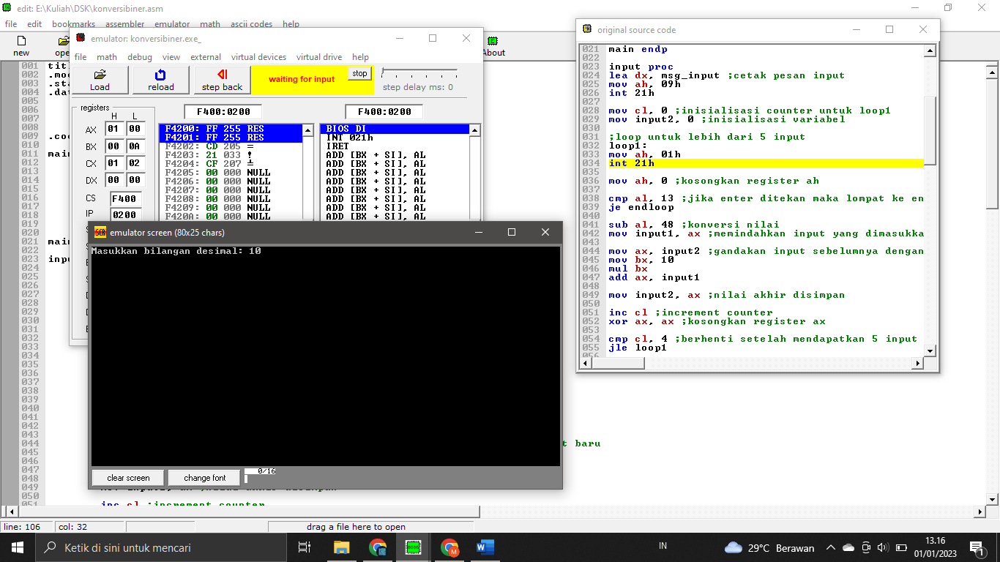 edit: E:\Kuliah\DSK\konversibiner.asm
file edit bookmarks assembler emulator math ascii codes help
new
About
001 tit
002 .mod
003 .sta
004 .dat
005
006
007
008
009 .cod
010
011 mai
012
013
014
015
016
017
018
019
020
021 mai
022
023 inpu
024
025
026
027
028
029
030
031
032
033
034
035
036
037
038
039
040
041
042
043
044 t baru
045
046
047
048
049
050
051 inc cl ;increment counter
line: 106 col: 32 drag a file here to open
emulator: konversibiner.exe_
file math debug view external virtual devices virtual drive help
Load reload step back waiting for input stop step delay ms: 0
registers
H L
AX 01 00
BX 00 0A
CX 01 02
DX 00 00
CS F400
IP 0200
F400:0200 F400:0200
F4200: FF 255 RES
F4201: FF 255 RES
F4202: CD 205 =
F4203: 21 033 !
F4204: CF 207 ╧
F4205: 00 000 NULL
F4206: 00 000 NULL
F4207: 00 000 NULL
F4208: 00 000 NULL
F4209: 00 000 NULL
F420A: 00 000 NULL
BIOS DI
INT 021h
IRET
ADD [BX + SI], AL
ADD [BX + SI], AL
ADD [BX + SI], AL
ADD [BX + SI], AL
ADD [BX + SI], AL
ADD [BX + SI], AL
ADD [BX + SI], AL
ADD [BX + SI], AL
emulator screen (80x25 chars)
Masukkan bilangan desimal: 10
clear screen change font 0/16
original source code
021 main endp
022
023 input proc
024 lea dx, msg_input ;cetak pesan input
025 mov ah, 09h
026 int 21h
027
028 mov cl, 0 ;inisialisasi counter untuk loop1
029 mov input2, 0 ;inisialisasi variabel
030
031 ;loop untuk lebih dari 5 input
032 loop1:
033 mov ah, 01h
034 int 21h
035
036 mov ah, 0 ;kosongkan register ah
037
038 cmp al, 13 ;jika enter ditekan maka lompat ke en
039 je endloop
040
041 sub al, 48 ;konversi nilai
042 mov input1, ax ;memindahkan input yang dimasukka
043
044 mov ax, input2 ;gandakan input sebelumnya dengan
045 mov bx, 10
046 mul bx
047 add ax, input1
048
049 mov input2, ax ;nilai akhir disimpan
050
051 inc cl ;increment counter
052 xor ax, ax ;kosongkan register ax
053
054 cmp cl, 4 ;berhenti setelah mendapatkan 5 input
055 jle loop1
056
Ketik di sini untuk mencari
IN
29°C Berawan
13.16
01/01/2023
1